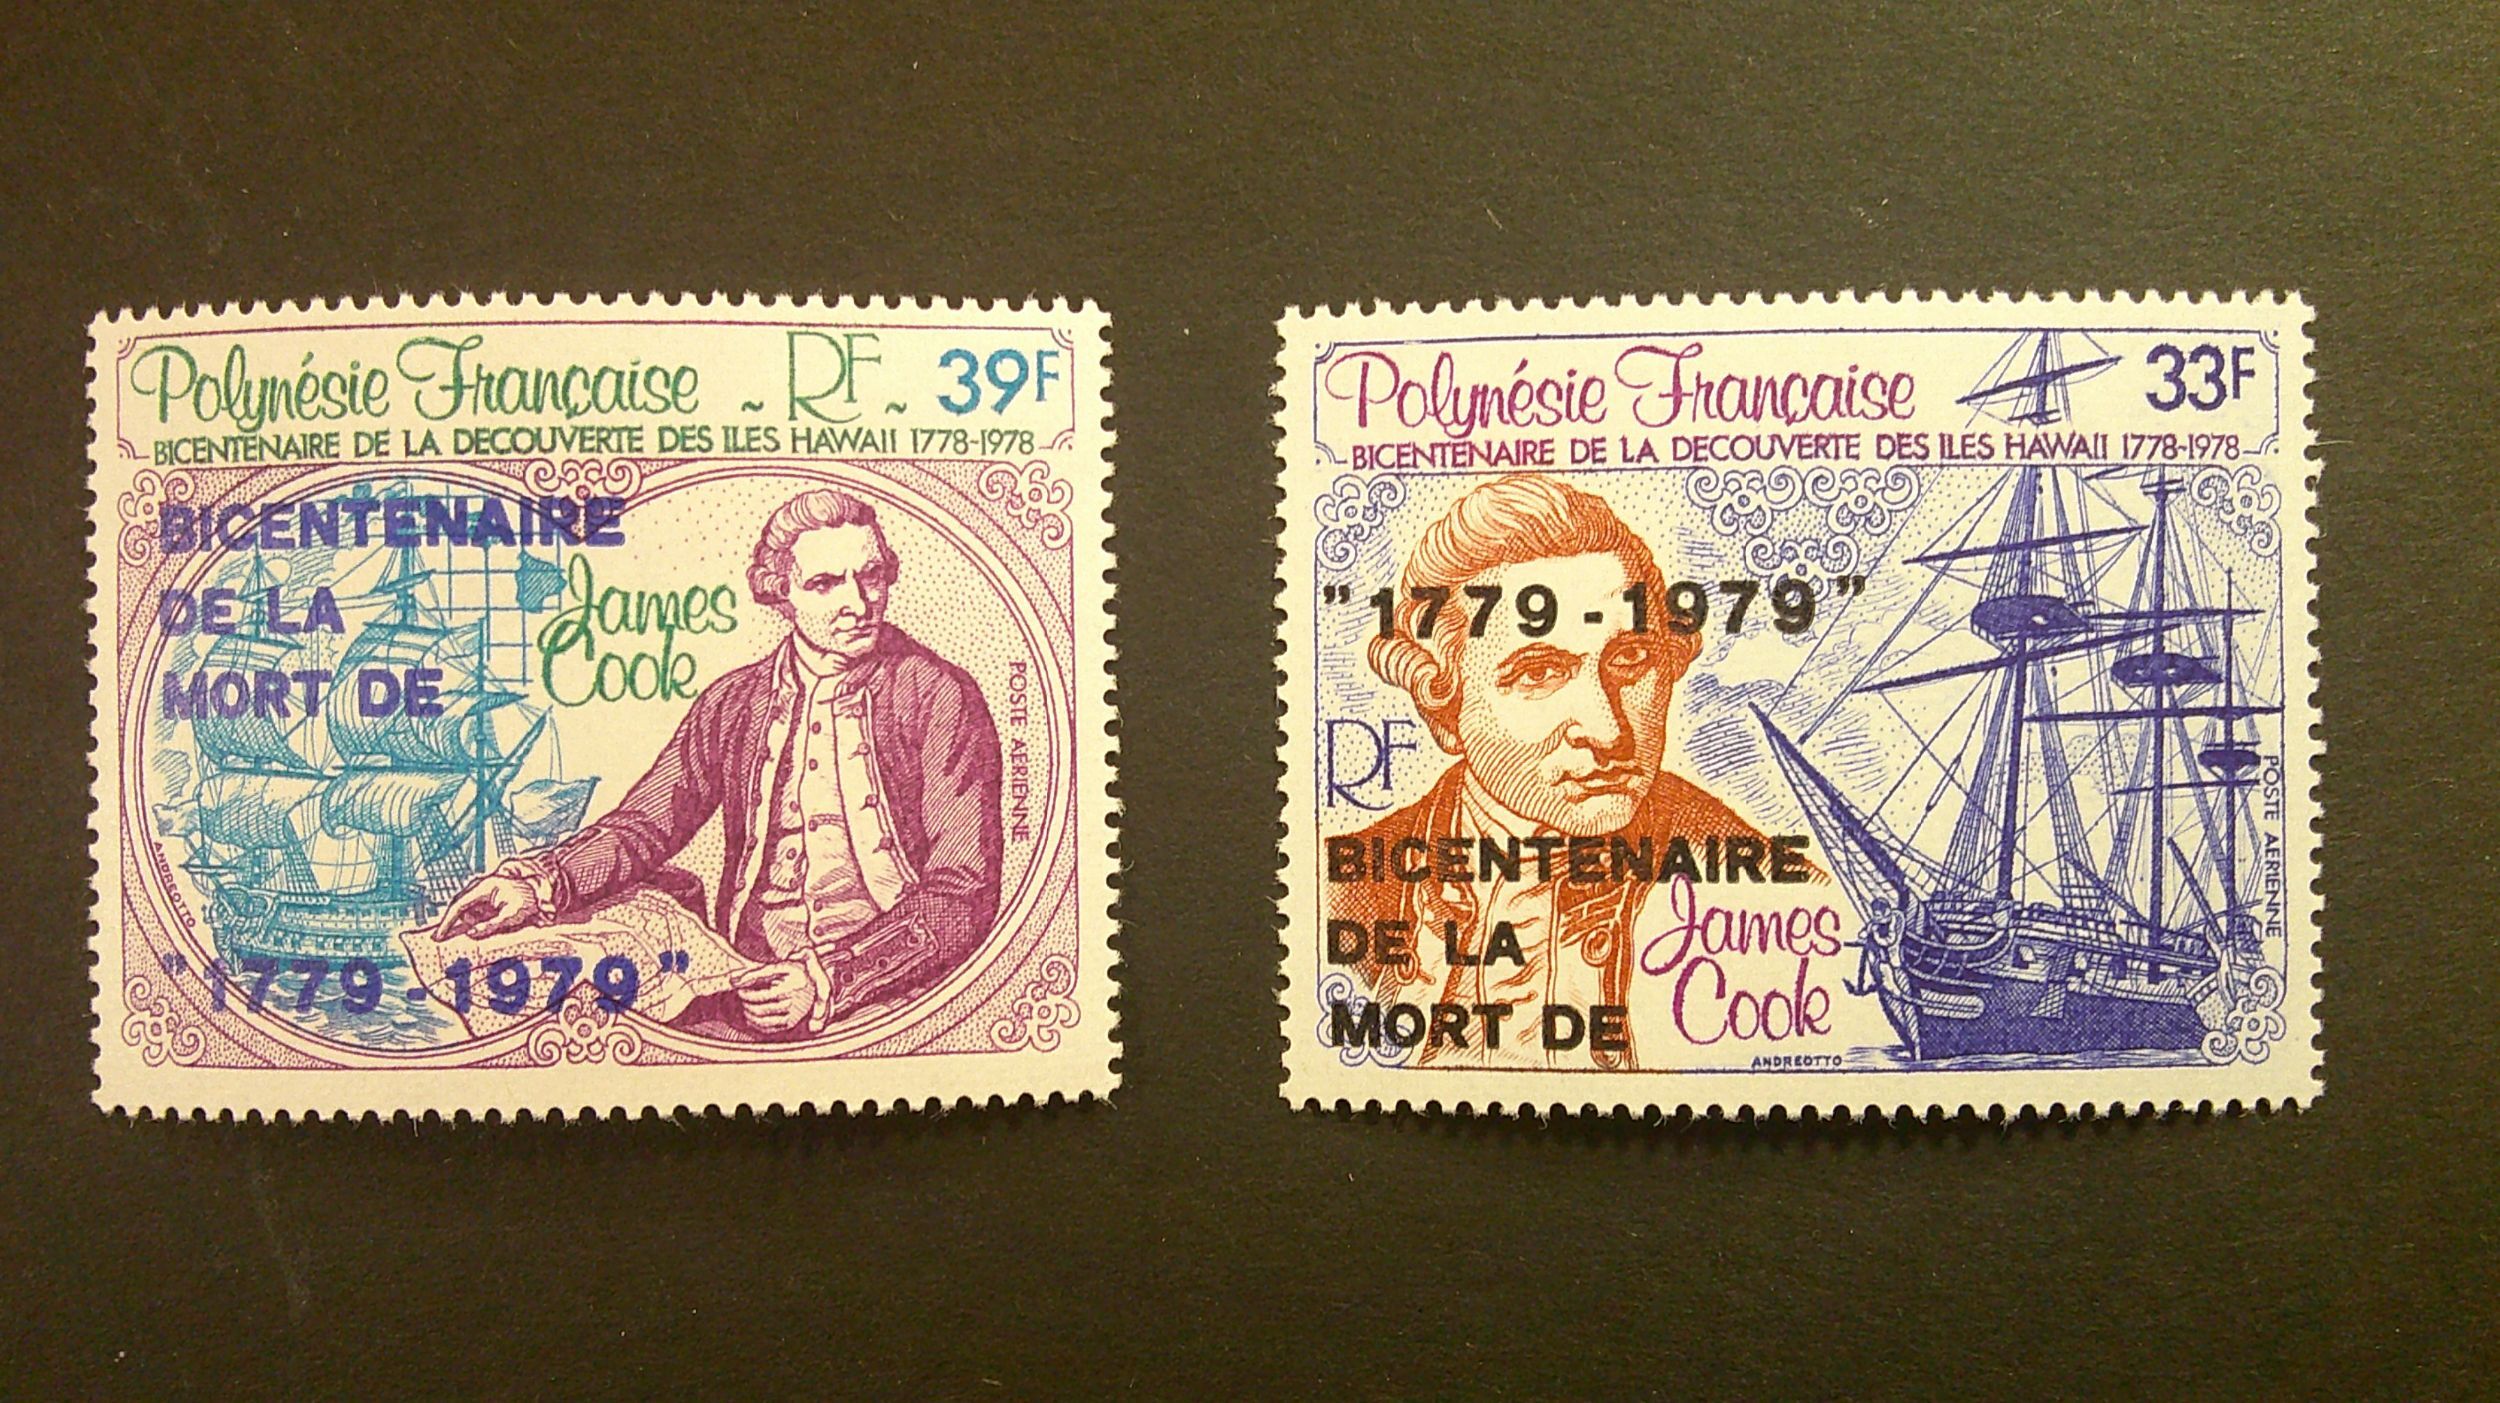 Polynésie Française ~ RF ~ 39F
BICENTENAIRE DE LA DECOUVERTE DES ILES HAWAII 1778-1978
BICENTENAIRE
DE LA
MORT DE
James
Cook
POSTE AERIENNE
ANDREOTTO
"1779-1979"
Polynésie Française 33F
BICENTENAIRE DE LA DECOUVERTE DES ILES HAWAII 1778-1978
"1779-1979"
RF
BICENTENAIRE
DE LA
MORT DE
James
Cook
POSTE AERIENNE
ANDREOTTO